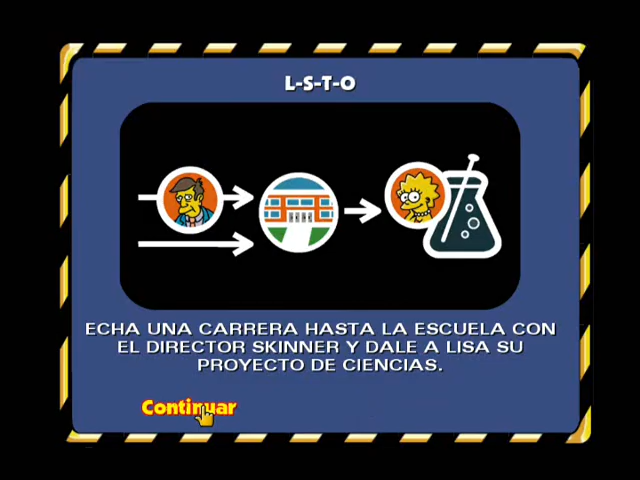 L-S-T-O
ECHA UNA CARRERA HASTA LA ESCUELA CON
EL DIRECTOR SKINNER Y DALE A LISA SU
PROYECTO DE CIENCIAS.
Continuar